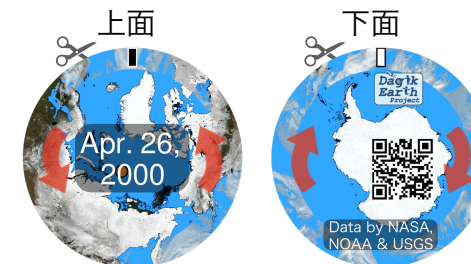 上面
下面
Dagik
Earth
Project
Apr. 26,
2000
Data by NASA,
NOAA & USGS